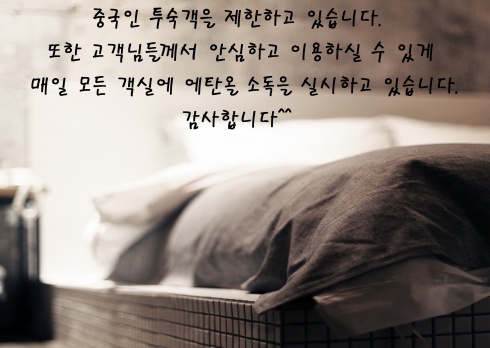 중국인 투숙객을 제한하고 있습니다.
또한 고객님들께서 안심하고 이용하실 수 있게
매일 모든 객실에 에탄올 소독을 실시하고 있습니다.
감사합니다^^